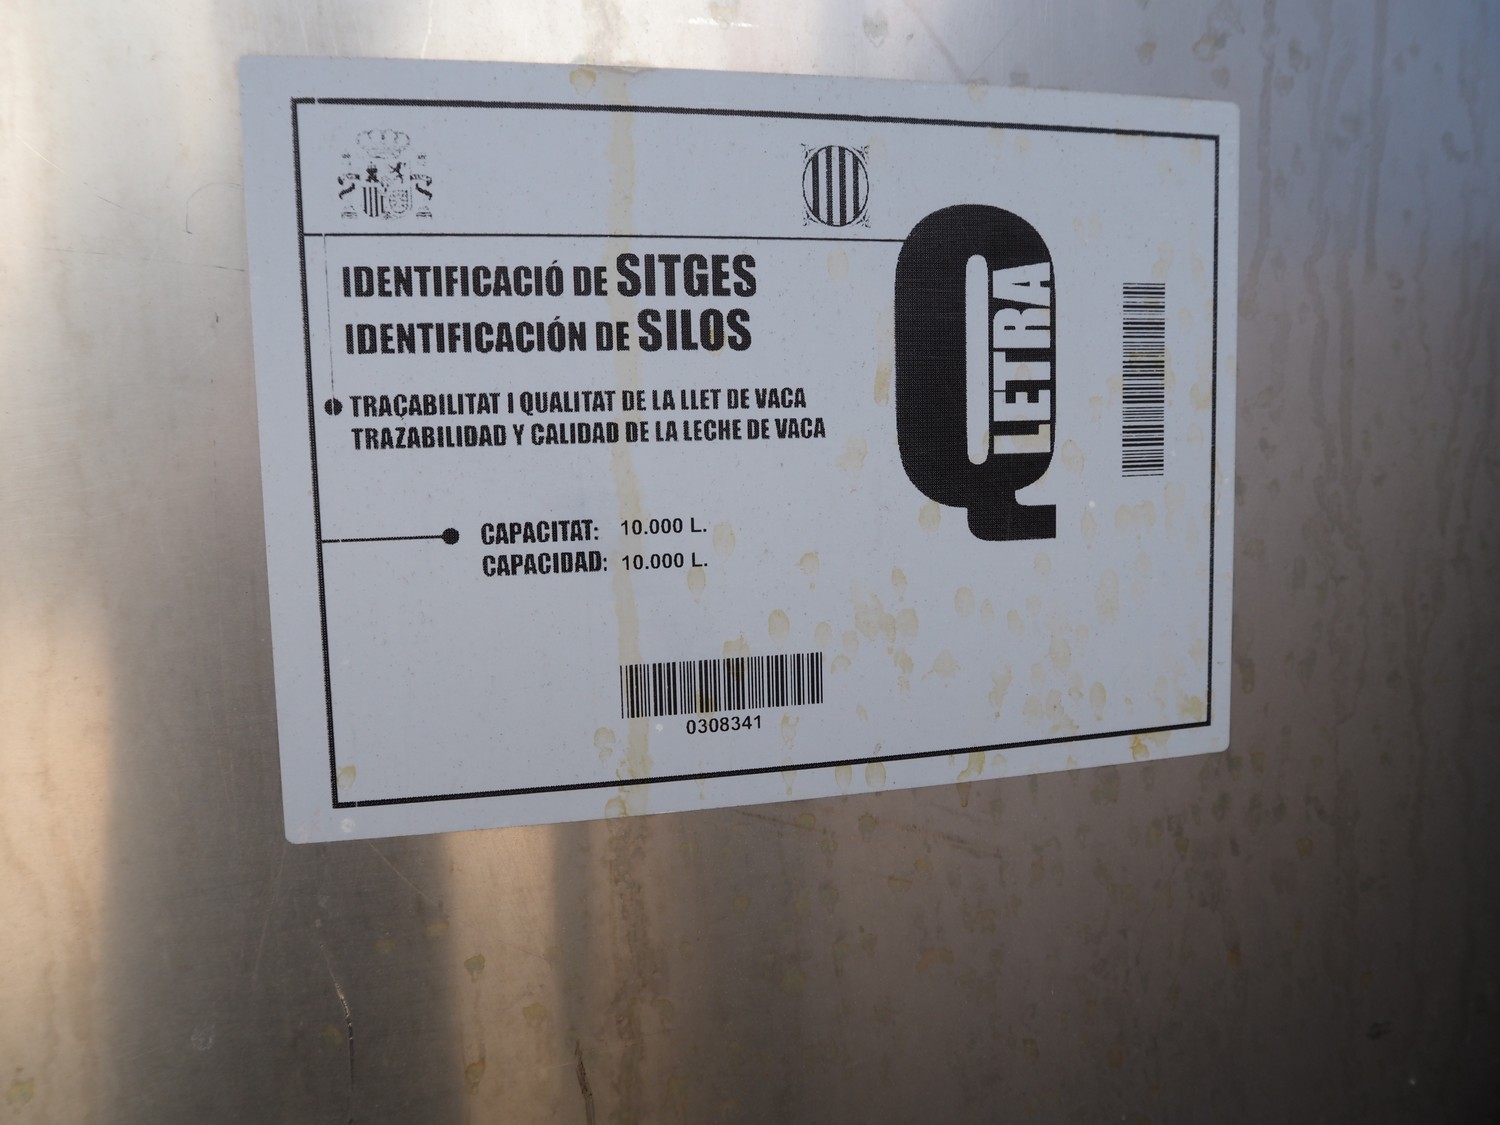 IDENTIFICACIÓ DE SITGES
IDENTIFICACIÓN DE SILOS
TRAÇABILITAT I QUALITAT DE LA LLET DE VACA
TRAZABILIDAD Y CALIDAD DE LA LECHE DE VACA
CAPACITAT: 10.000 L.
CAPACIDAD: 10.000 L.
0308341
Q LETRA